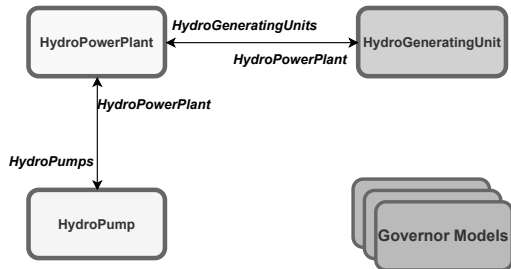 HydroGeneratingUnits
HydroPowerPlant
HydroGeneratingUnit
HydroPowerPlant
HydroPowerPlant
HydroPumps
HydroPump
Governor Models